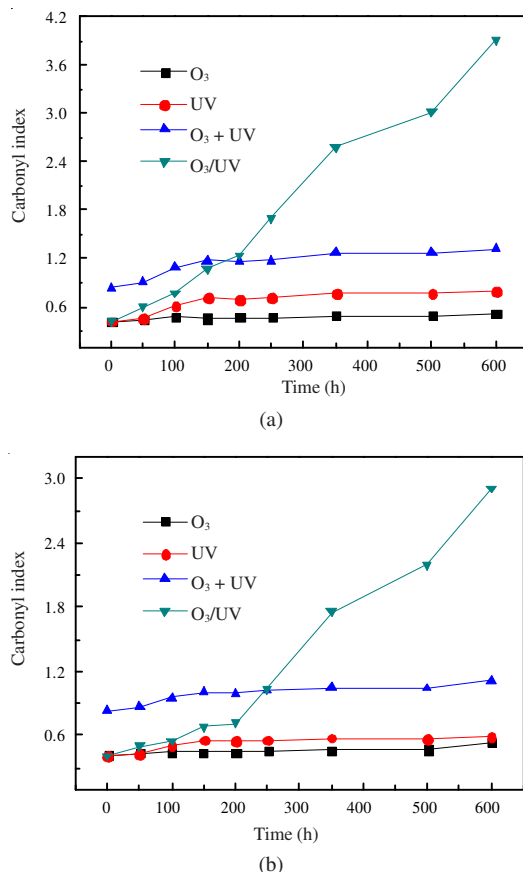 4.2
3.6
3.0
2.4
1.8
1.2
0.6
Carbonyl index
O₃
UV
O₃ + UV
O₃/UV
0 100 200 300 400 500 600
Time (h)
(a)
3.0
2.4
1.8
1.2
0.6
Carbonyl index
O₃
UV
O₃ + UV
O₃/UV
0 100 200 300 400 500 600
Time (h)
(b)